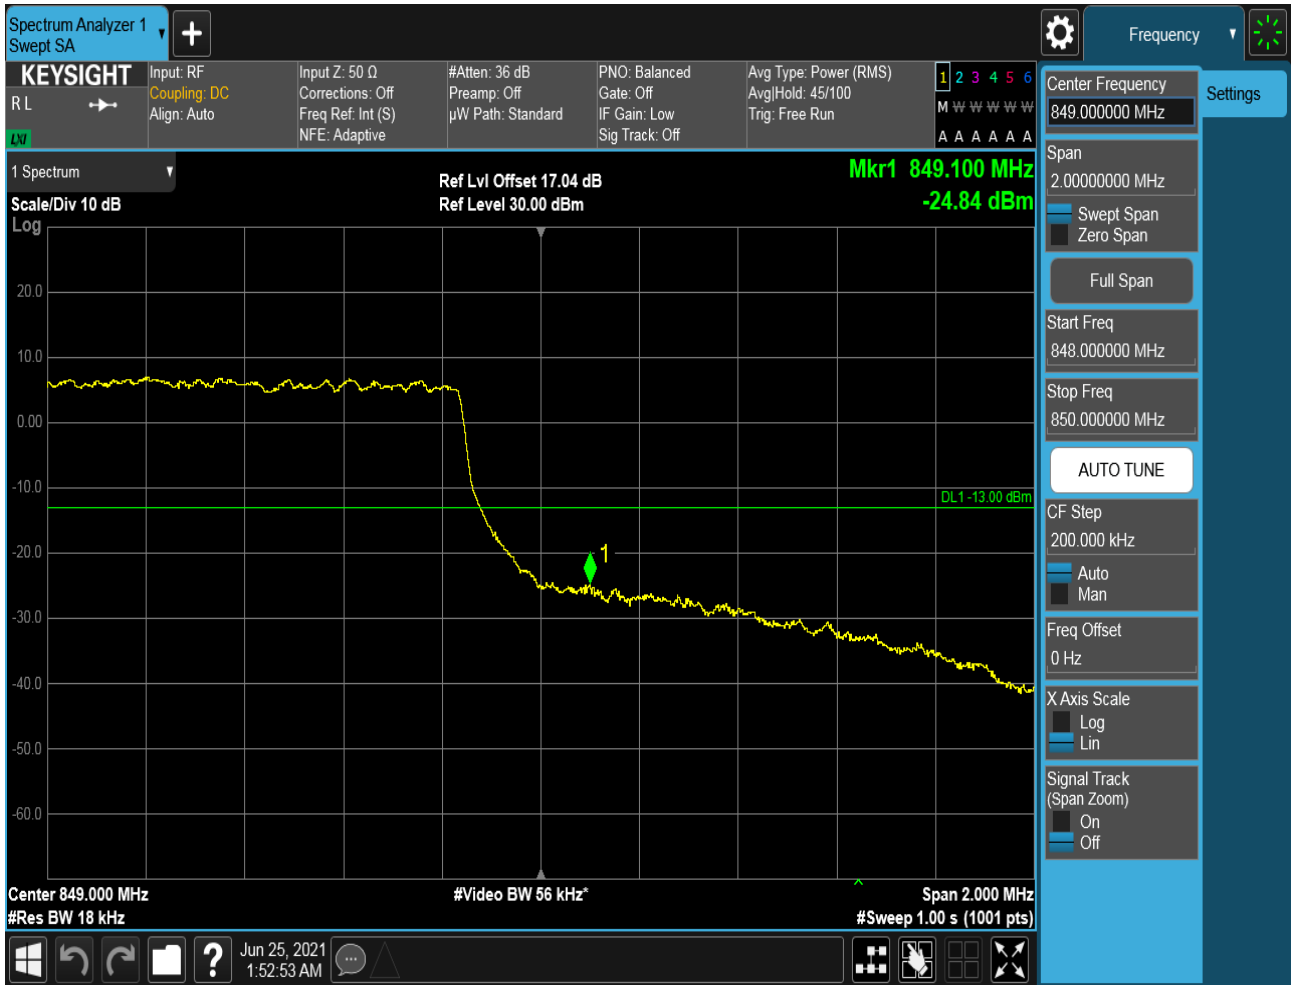 Spectrum Analyzer 1
Swept SA
Frequency
KEYSIGHT
R L
LXI
Input: RF
Coupling: DC
Align: Auto
Input Z: 50 Ω
Corrections: Off
Freq Ref: Int (S)
NFE: Adaptive
#Atten: 36 dB
Preamp: Off
µW Path: Standard
PNO: Balanced
Gate: Off
IF Gain: Low
Sig Track: Off
Avg Type: Power (RMS)
Avg|Hold: 45/100
Trig: Free Run
1 2 3 4 5 6
M W W W W W
A A A A A A
1 Spectrum
Scale/Div 10 dB
Log
Ref Lvl Offset 17.04 dB
Ref Level 30.00 dBm
Mkr1 849.100 MHz
-24.84 dBm
20.0
10.0
0.00
-10.0
DL1 -13.00 dBm
-20.0
1
-30.0
-40.0
-50.0
-60.0
Center 849.000 MHz
#Video BW 56 kHz*
Span 2.000 MHz
#Res BW 18 kHz
#Sweep 1.00 s (1001 pts)
Jun 25, 2021
1:52:53 AM
Center Frequency
849.000000 MHz
Settings
Span
2.00000000 MHz
Swept Span
Zero Span
Full Span
Start Freq
848.000000 MHz
Stop Freq
850.000000 MHz
AUTO TUNE
CF Step
200.000 kHz
Auto
Man
Freq Offset
0 Hz
X Axis Scale
Log
Lin
Signal Track
(Span Zoom)
On
Off